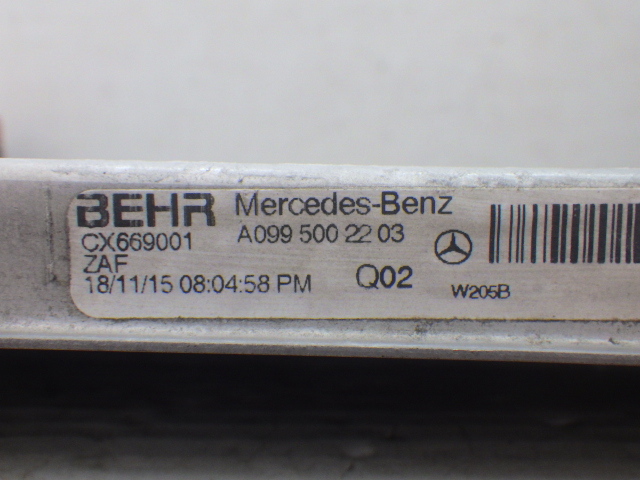 BEHR Mercedes-Benz
CX669001 A099 500 22 03
ZAF
18/11/15 08:04:58 PM Q02 W205B